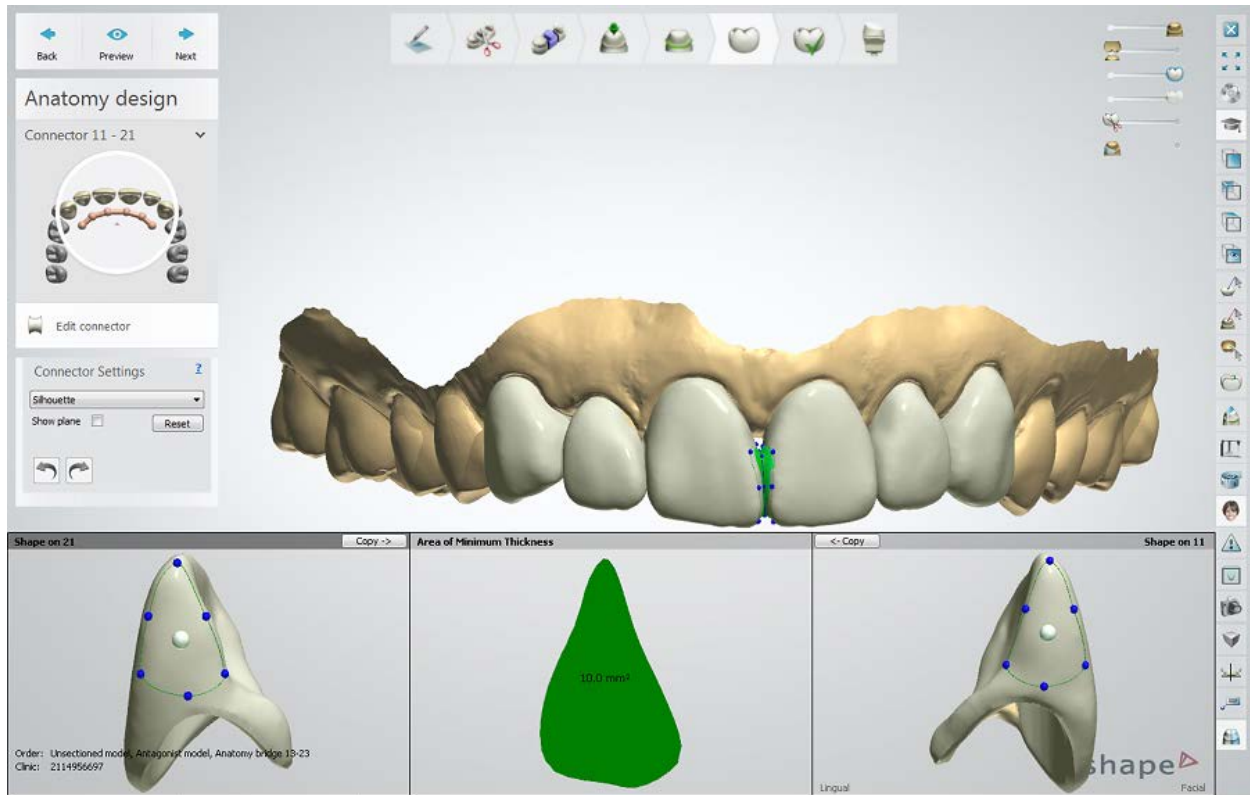 Back Preview Next
Anatomy design
Connector 11 - 21
Edit connector
Connector Settings ?
Silhouette
Show plane Reset
Shape on 21 Copy ->
Area of Minimum Thickness
<- Copy Shape on 11
10.0 mm²
Order: Unsectioned model, Antagonist model, Anatomy bridge 13-23
Clinic: 2114956697
Lingual
Facial
shape